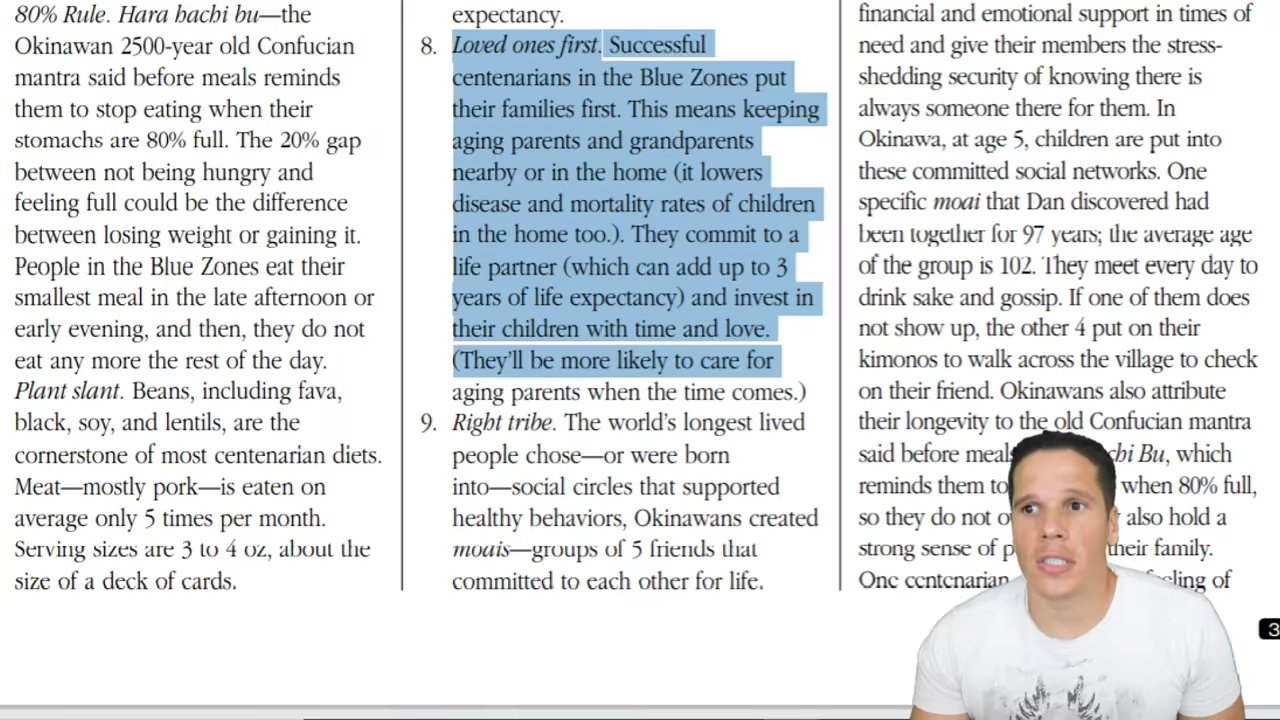 80% Rule. Hara hachi bu—the
Okinawan 2500-year old Confucian
mantra said before meals reminds
them to stop eating when their
stomachs are 80% full. The 20% gap
between not being hungry and
feeling full could be the difference
between losing weight or gaining it.
People in the Blue Zones eat their
smallest meal in the late afternoon or
early evening, and then, they do not
eat any more the rest of the day.
Plant slant. Beans, including fava,
black, soy, and lentils, are the
cornerstone of most centenarian diets.
Meat—mostly pork—is eaten on
average only 5 times per month.
Serving sizes are 3 to 4 oz, about the
size of a deck of cards.
expectancy.
8. Loved ones first. Successful
centenarians in the Blue Zones put
their families first. This means keeping
aging parents and grandparents
nearby or in the home (it lowers
disease and mortality rates of children
in the home too.). They commit to a
life partner (which can add up to 3
years of life expectancy) and invest in
their children with time and love.
(They'll be more likely to care for
aging parents when the time comes.)
9. Right tribe. The world's longest lived
people chose—or were born
into—social circles that supported
healthy behaviors, Okinawans created
moais—groups of 5 friends that
committed to each other for life.
financial and emotional support in times of
need and give their members the stress-
shedding security of knowing there is
always someone there for them. In
Okinawa, at age 5, children are put into
these committed social networks. One
specific moai that Dan discovered had
been together for 97 years; the average age
of the group is 102. They meet every day to
drink sake and gossip. If one of them does
not show up, the other 4 put on their
kimonos to walk across the village to check
on their friend. Okinawans also attribute
their longevity to the old Confucian mantra
said before meals Bu, which
reminds them to when 80% full,
so they do not also hold a
strong sense of their family.
One centenarian of
3